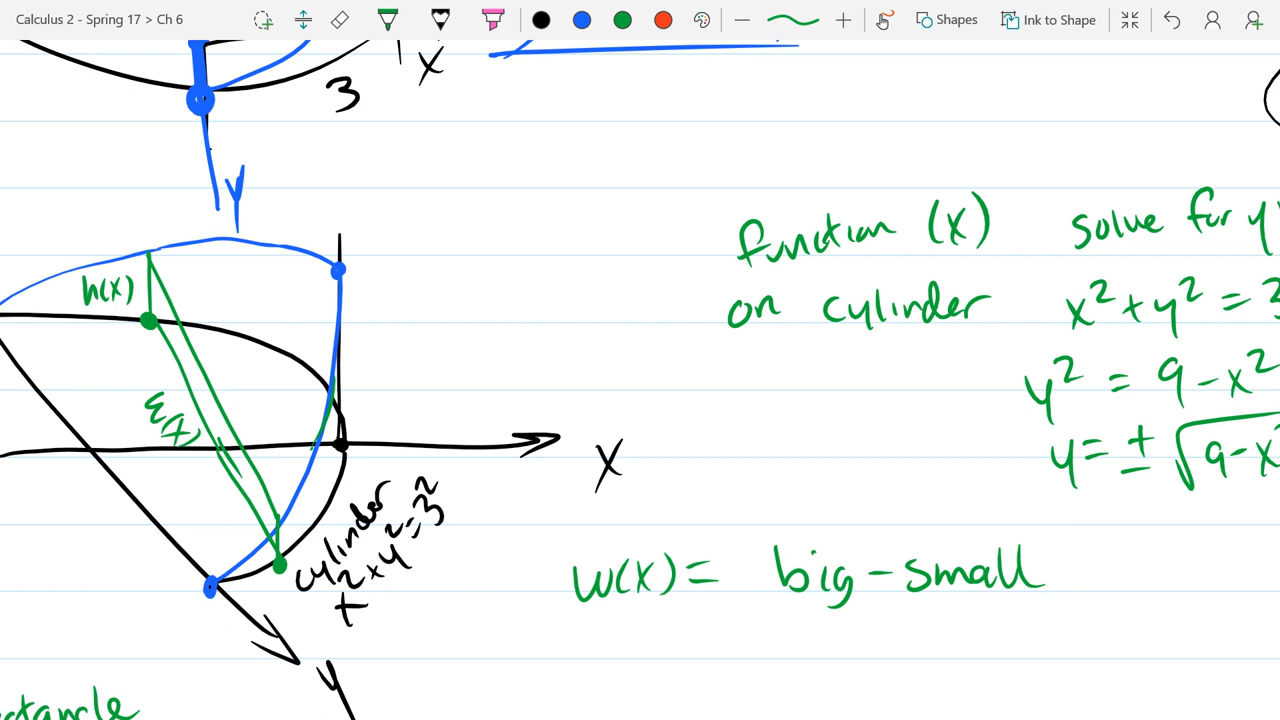 Calculus 2 - Spring 17 > Ch 6
Shapes
Ink to Shape
x
3
y
h(x)
w(x)
x
cylinder
x² + y² = 3²
y
function (x)
on cylinder
solve for y
x² + y² = 3
y² = 9 - x²
y = ± √9 - x
w(x) = big - small